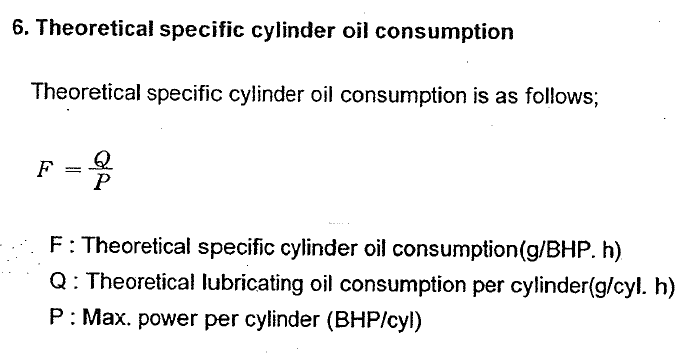 6. Theoretical specific cylinder oil consumption
Theoretical specific cylinder oil consumption is as follows;
F = Q/P
F : Theoretical specific cylinder oil consumption(g/BHP. h)
Q : Theoretical lubricating oil consumption per cylinder(g/cyl. h)
P : Max. power per cylinder (BHP/cyl)